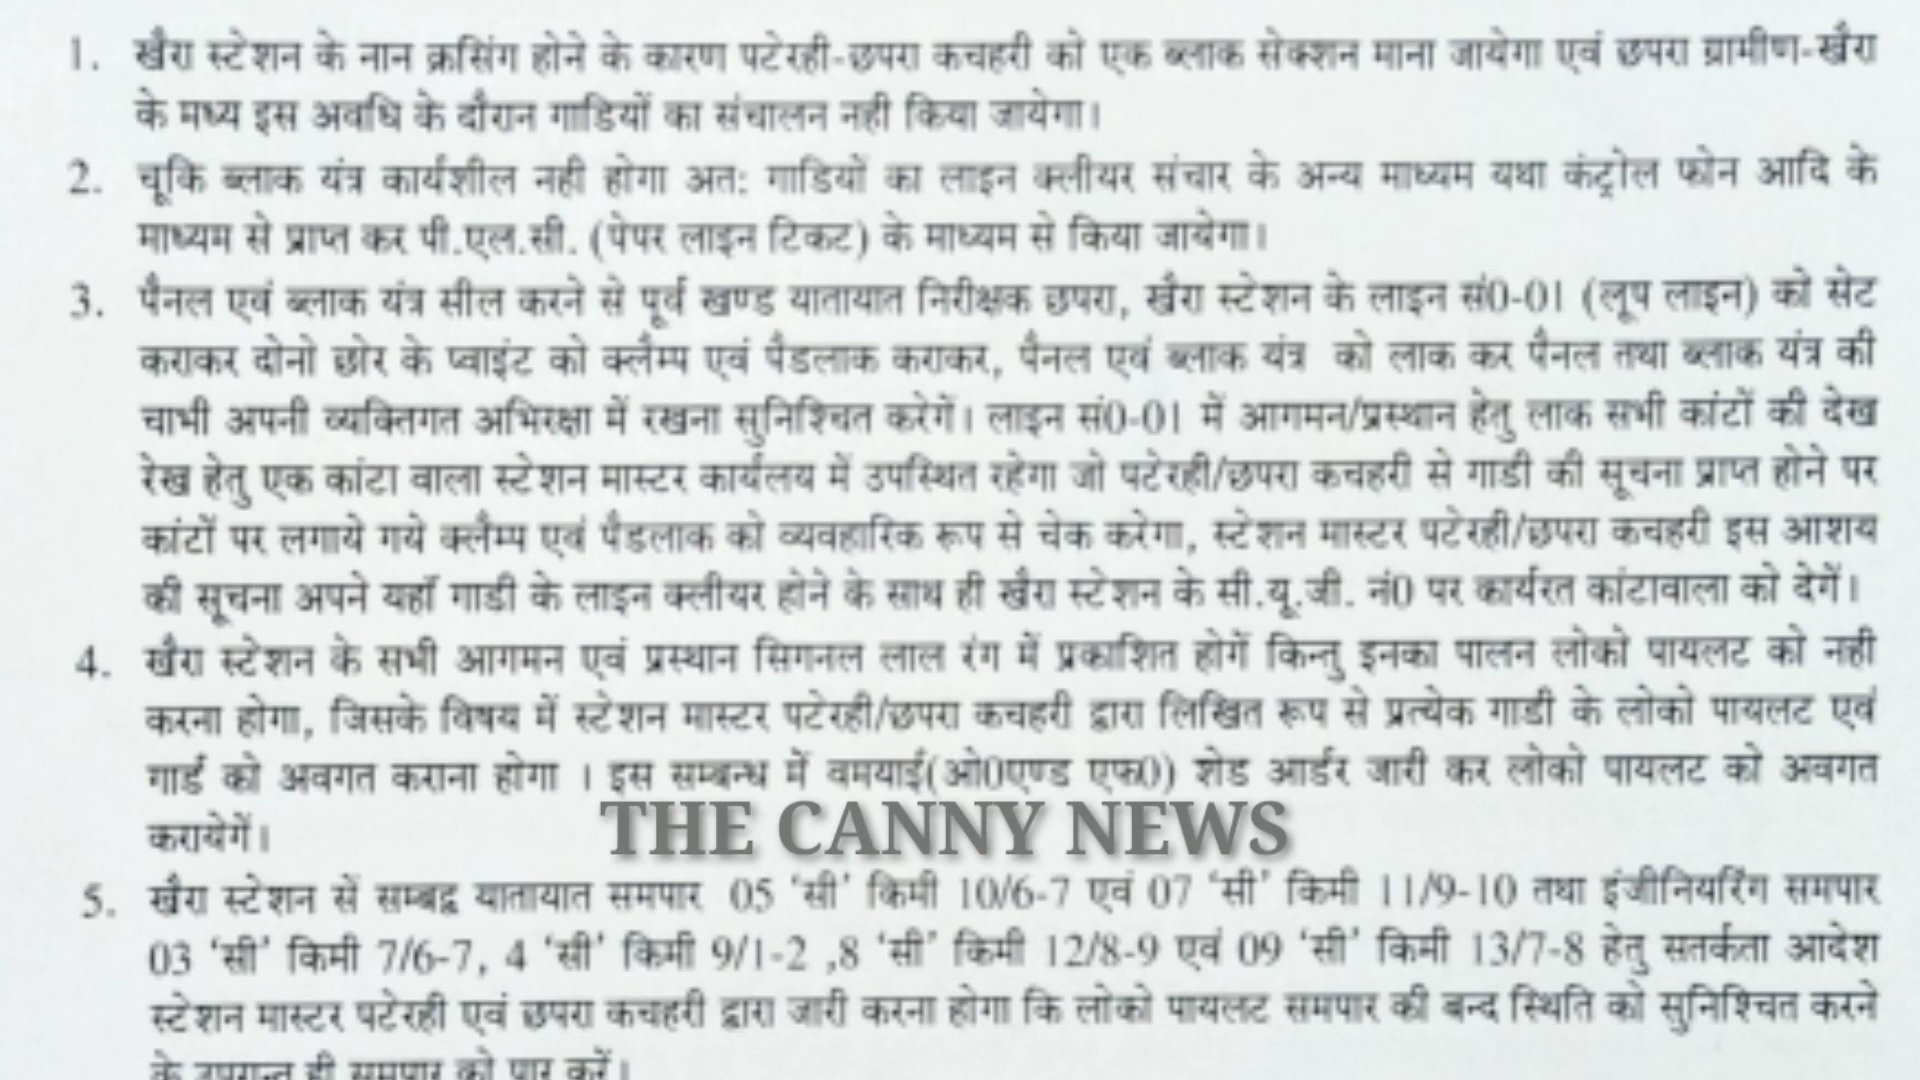 1. खैरा स्टेशन के नान क्रसिंग होने के कारण पटेरही-छपरा कचहरी को एक ब्लाक सेक्शन माना जायेगा एवं छपरा ग्रामीण-खैरा
के मध्य इस अवधि के दौरान गाडियों का संचालन नही किया जायेगा।
2. चूकि ब्लाक यंत्र कार्यशील नही होगा अत: गाडियों का लाइन क्लीयर संचार के अन्य माध्यम यथा कंट्रोल फोन आदि के
माध्यम से प्राप्त कर पी.एल.सी. (पेपर लाइन टिकट) के माध्यम से किया जायेगा।
3. पैनल एवं ब्लाक यंत्र सील करने से पूर्व खण्ड यातायात निरीक्षक छपरा, खैरा स्टेशन के लाइन सं0-01 (लूप लाइन) को सेट
कराकर दोनो छोर के प्वाइंट को क्लैम्प एवं पैडलाक कराकर, पैनल एवं ब्लाक यंत्र को लाक कर पैनल तथा ब्लाक यंत्र की
चाभी अपनी व्यक्तिगत अभिरक्षा में रखना सुनिश्चित करेगें। लाइन सं0-01 में आगमन/प्रस्थान हेतु लाक सभी कांटों की देख
रेख हेतु एक कांटा वाला स्टेशन मास्टर कार्यलय में उपस्थित रहेगा जो पटेरही/छपरा कचहरी से गाडी की सूचना प्राप्त होने पर
कांटों पर लगाये गये क्लैम्प एवं पैडलाक को व्यवहारिक रूप से चेक करेगा, स्टेशन मास्टर पटेरही/छपरा कचहरी इस आशय
की सूचना अपने यहाँ गाडी के लाइन क्लीयर होने के साथ ही खैरा स्टेशन के सी.यू.जी. नं0 पर कार्यरत कांटावाला को देगें।
4. खैरा स्टेशन के सभी आगमन एवं प्रस्थान सिगनल लाल रंग में प्रकाशित होगें किन्तु इनका पालन लोको पायलट को नही
करना होगा, जिसके विषय में स्टेशन मास्टर पटेरही/छपरा कचहरी द्वारा लिखित रूप से प्रत्येक गाडी के लोको पायलट एवं
गार्ड को अवगत कराना होगा । इस सम्बन्ध में वमयाई(ओ0एण्ड एफ0) शेड आर्डर जारी कर लोको पायलट को अवगत
करायेगें।
THE CANNY NEWS
5. खैरा स्टेशन सें सम्बद्व यातायात समपार 05 ‘सी’ किमी 10/6-7 एवं 07 ‘सी’ किमी 11/9-10 तथा इंजीनियरिंग समपार
03 ‘सी’ किमी 7/6-7, 4 ‘सी’ किमी 9/1-2 ,8 ‘सी’ किमी 12/8-9 एवं 09 ‘सी’ किमी 13/7-8 हेतु सतर्कता आदेश
स्टेशन मास्टर पटेरही एवं छपरा कचहरी द्वारा जारी करना होगा कि लोको पायलट समपार की बन्द स्थिति को सुनिश्चित करने
के उपरान्त ही समपार को पार करें।